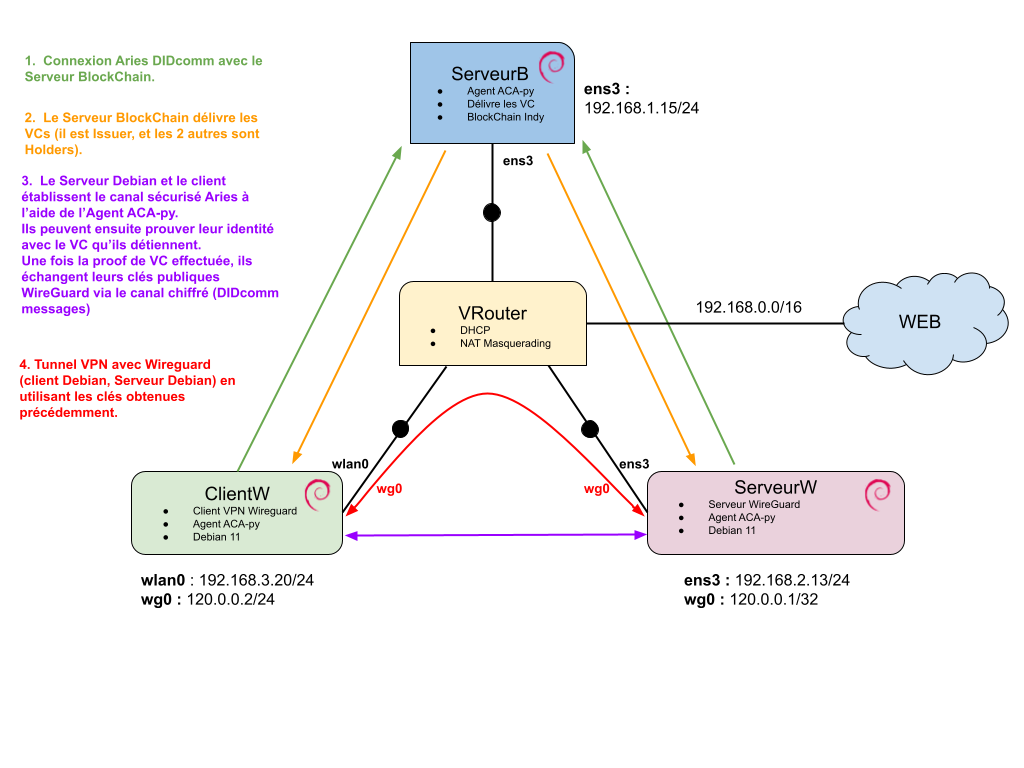 1. Connexion Aries DIDcomm avec le
Serveur BlockChain.
2. Le Serveur BlockChain délivre les
VCs (il est Issuer, et les 2 autres sont
Holders).
3. Le Serveur Debian et le client
établissent le canal sécurisé Aries à
l'aide de l'Agent ACA-py.
Ils peuvent ensuite prouver leur identité
avec le VC qu'ils détiennent.
Une fois la proof de VC effectuée, ils
échangent leurs clés publiques
WireGuard via le canal chiffré (DIDcomm
messages)
4. Tunnel VPN avec Wireguard
(client Debian, Serveur Debian) en
utilisant les clés obtenues
précédemment.
ServeurB
● Agent ACA-py
● Délivre les VC
● BlockChain Indy
ens3 :
192.168.1.15/24
ens3
VRouter
● DHCP
● NAT Masquerading
192.168.0.0/16
WEB
wlan0
ens3
wg0
wg0
ClientW
● Client VPN Wireguard
● Agent ACA-py
● Debian 11
ServeurW
● Serveur WireGuard
● Agent ACA-py
● Debian 11
wlan0 : 192.168.3.20/24
wg0 : 120.0.0.2/24
ens3 : 192.168.2.13/24
wg0 : 120.0.0.1/32